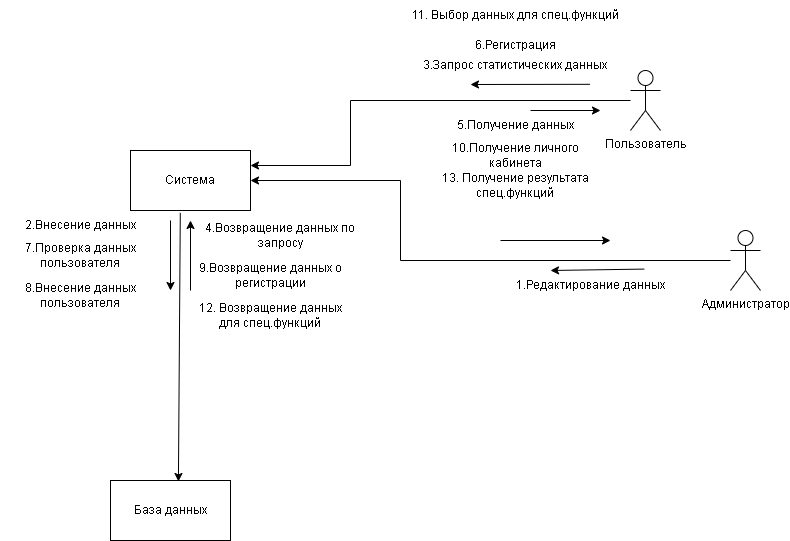 11. Выбор данных для спец.функций
6.Регистрация
3.Запрос статистических данных
5.Получение данных
Пользователь
10.Получение личного
кабинета
13. Получение результата
спец.функций
Система
2.Внесение данных
7.Проверка данных
пользователя
8.Внесение данных
пользователя
4.Возвращение данных по
запросу
9.Возвращение данных о
регистрации
12. Возвращение данных
для спец.функций
1.Редактирование данных
Администратор
База данных